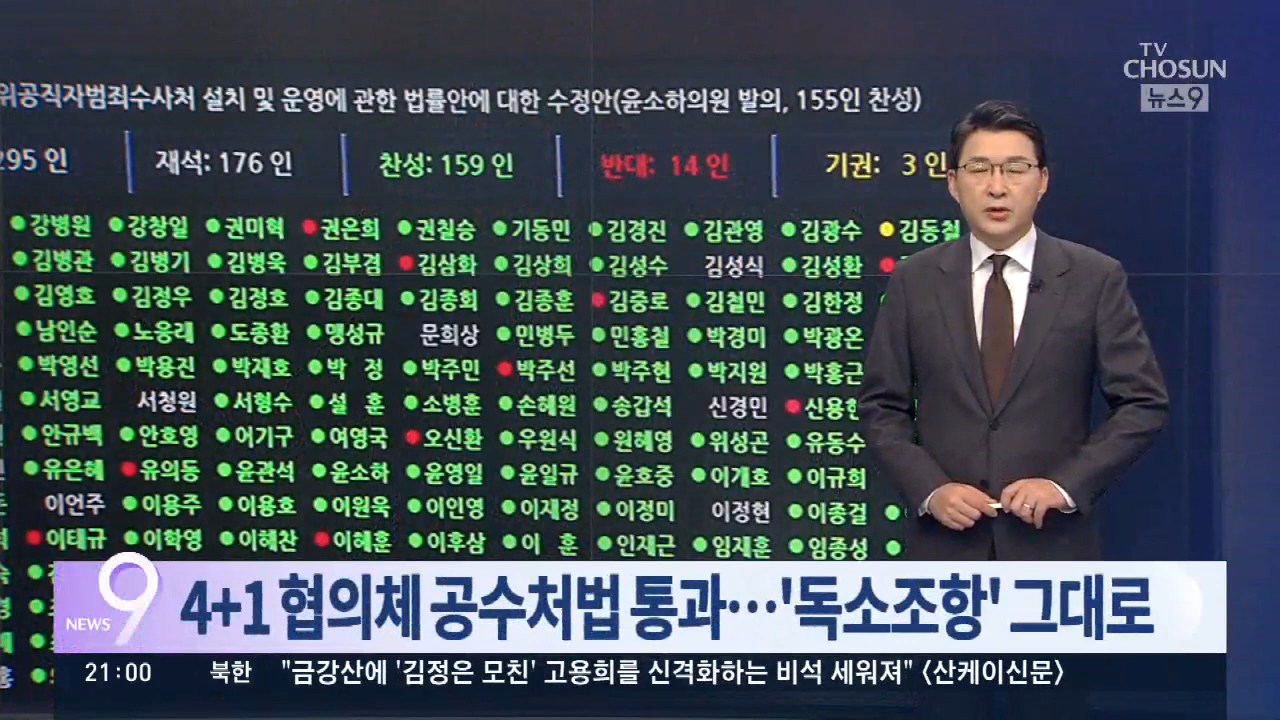 TV
CHOSUN
뉴스9
위공직자범죄수사처 설치 및 운영에 관한 법률안에 대한 수정안(윤소하의원 발의, 155인 찬성)
295 인 재석: 176 인 찬성: 159 인 반대: 14 인 기권: 3 인
강병원 강창일 권미혁 권은희 권칠승 기동민 김경진 김관영 김광수 김동철
김병관 김병기 김병욱 김부겸 김삼화 김상희 김성수 김성식 김성환
김영호 김정우 김정호 김종대 김종회 김종훈 김중로 김철민 김한정
남인순 노웅래 도종환 맹성규 문희상 민병두 민홍철 박경미 박광온
박영선 박용진 박재호 박 정 박주민 박주선 박주현 박지원 박홍근
서영교 서청원 서형수 설 훈 소병훈 손혜원 송갑석 신경민 신용현
안규백 안호영 어기구 여영국 오신환 우원식 원혜영 위성곤 유동수
유은혜 유의동 윤관석 윤소하 윤영일 윤일규 윤호중 이개호 이규희
이언주 이용주 이용호 이원욱 이인영 이재정 이정미 이정현 이종걸
이태규 이학영 이해찬 이혜훈 이후삼 이 훈 인재근 임재훈 임종성
NEWS 9
4+1 협의체 공수처법 통과…'독소조항' 그대로
21:00 북한 "금강산에 '김정은 모친' 고용희를 신격화하는 비석 세워져" 〈산케이신문〉